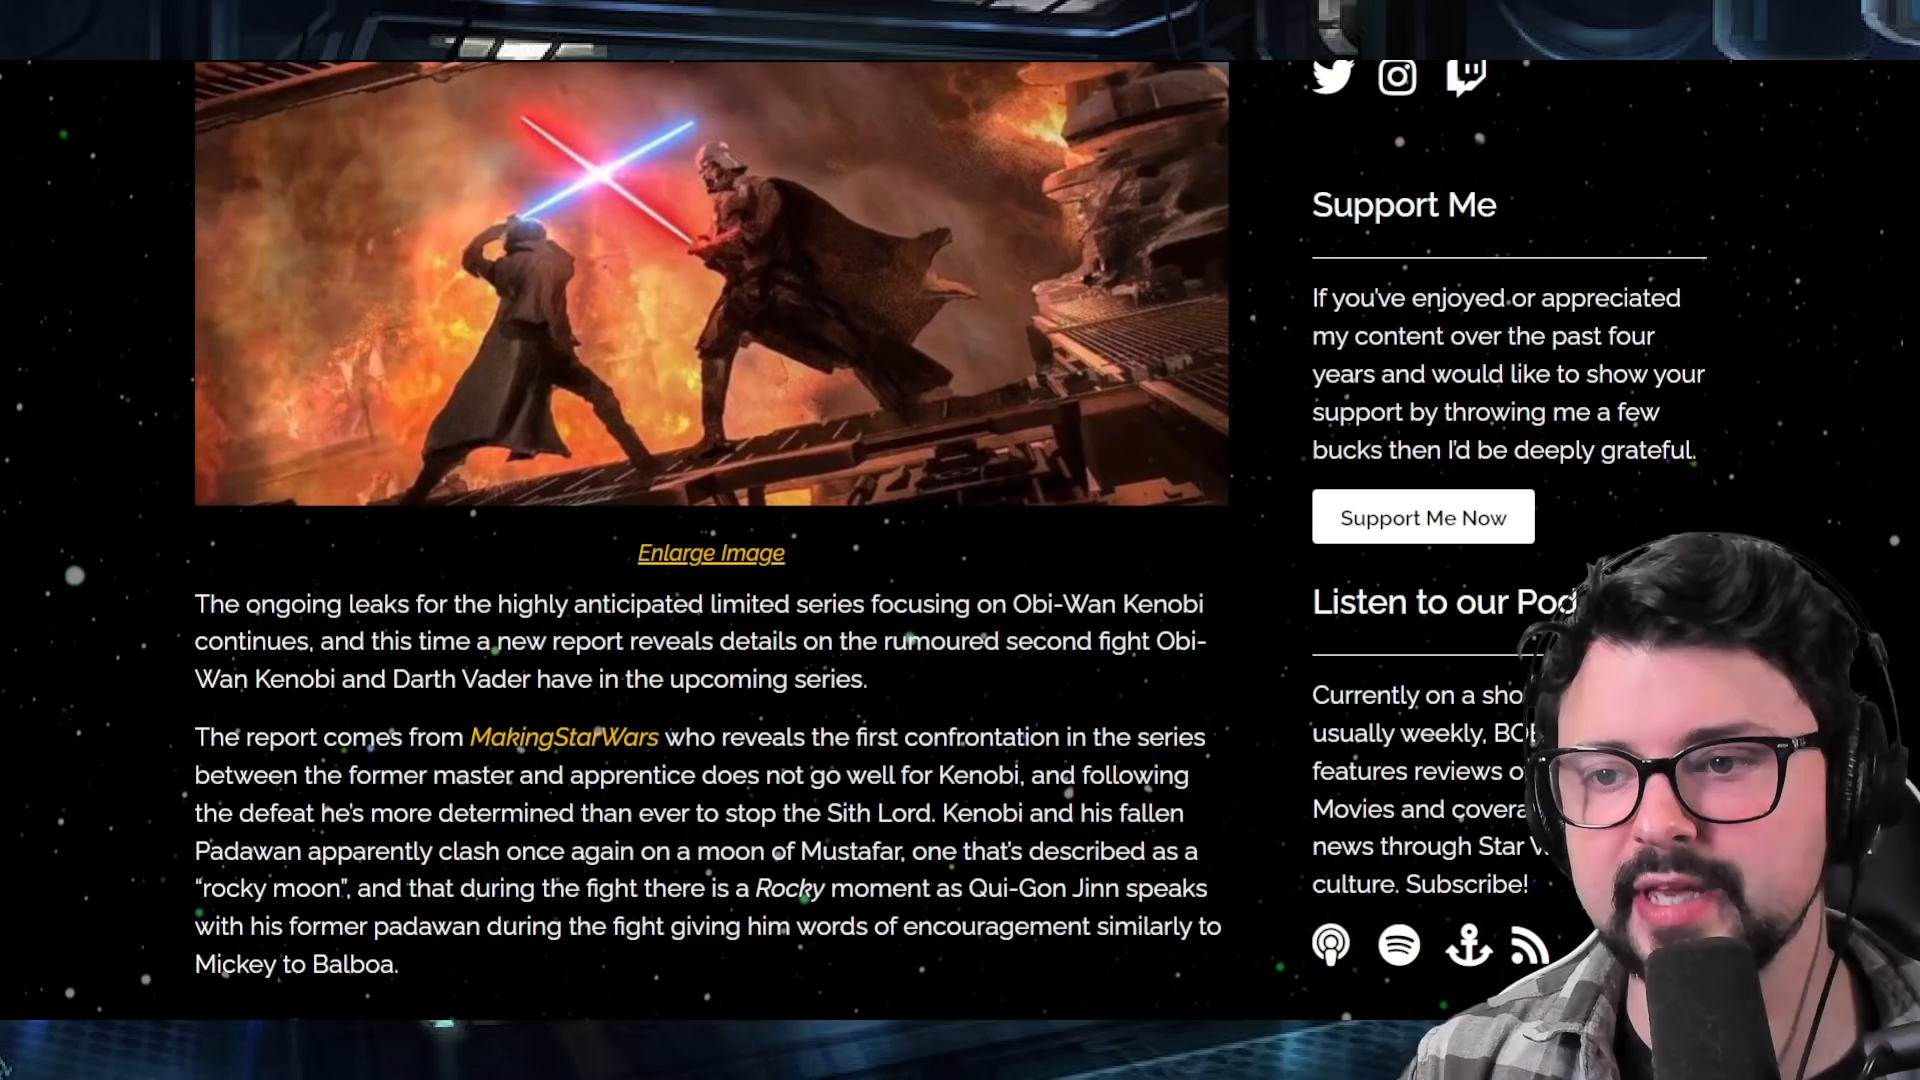 Enlarge Image
The ongoing leaks for the highly anticipated limited series focusing on Obi-Wan Kenobi
continues, and this time a new report reveals details on the rumoured second fight Obi-
Wan Kenobi and Darth Vader have in the upcoming series.
The report comes from MakingStarWars who reveals the first confrontation in the series
between the former master and apprentice does not go well for Kenobi, and following
the defeat he's more determined than ever to stop the Sith Lord. Kenobi and his fallen
Padawan apparently clash once again on a moon of Mustafar, one that's described as a
“rocky moon”, and that during the fight there is a Rocky moment as Qui-Gon Jinn speaks
with his former padawan during the fight giving him words of encouragement similarly to
Mickey to Balboa.
Support Me
If you've enjoyed or appreciated
my content over the past four
years and would like to show your
support by throwing me a few
bucks then I'd be deeply grateful.
Support Me Now
Listen to our Pod
Currently on a
usually weekly,
features reviews
Movies and
news through Star
culture. Subscribe!